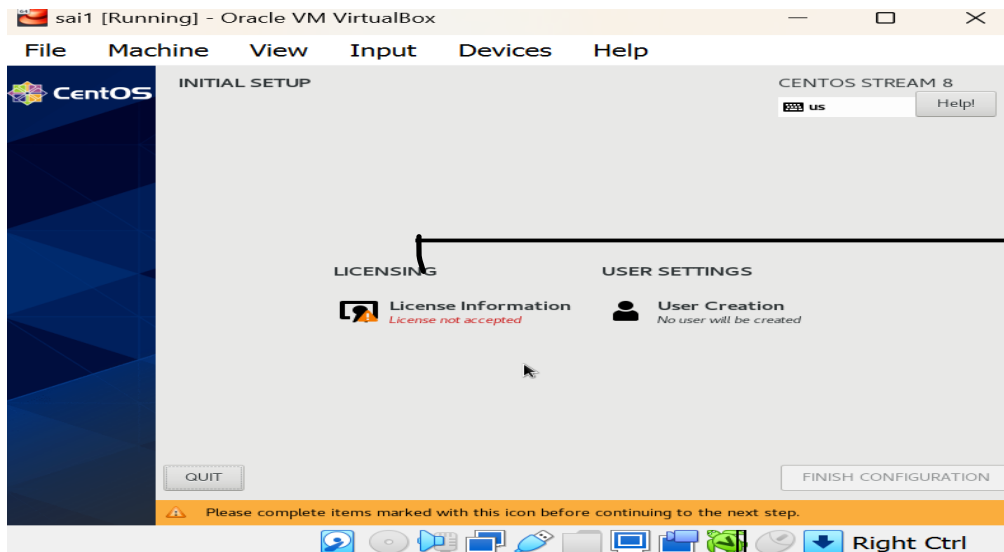 sai1 [Running] - Oracle VM VirtualBox
File Machine View Input Devices Help
CentOS
INITIAL SETUP
CENTOS STREAM 8
us
Help!
LICENSING
License Information
License not accepted
USER SETTINGS
User Creation
No user will be created
QUIT
FINISH CONFIGURATION
Please complete items marked with this icon before continuing to the next step.
Right Ctrl